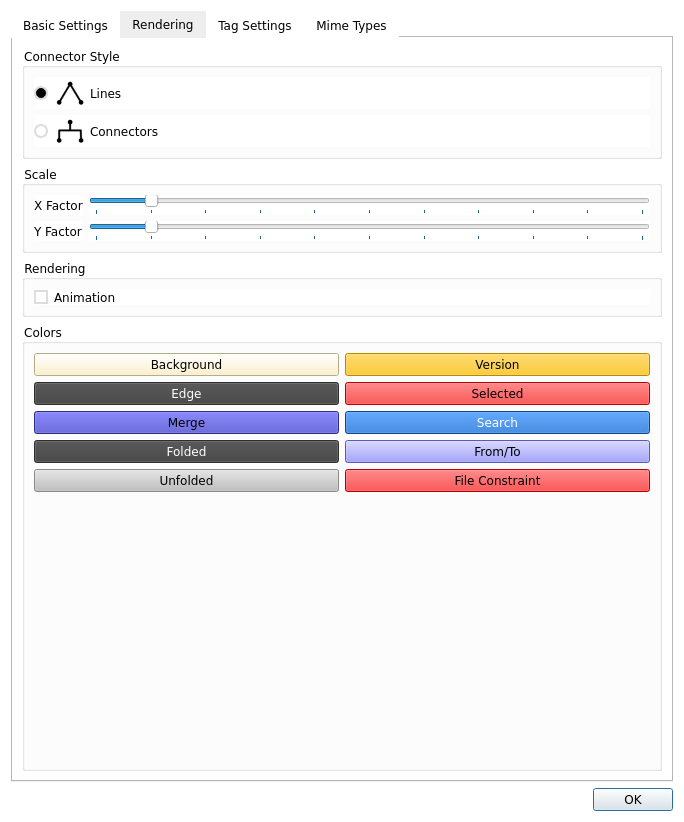 Basic Settings Rendering Tag Settings Mime Types
Connector Style
Lines
Connectors
Scale
X Factor
Y Factor
Rendering
Animation
Colors
Background Version
Edge Selected
Merge Search
Folded From/To
Unfolded File Constraint
OK